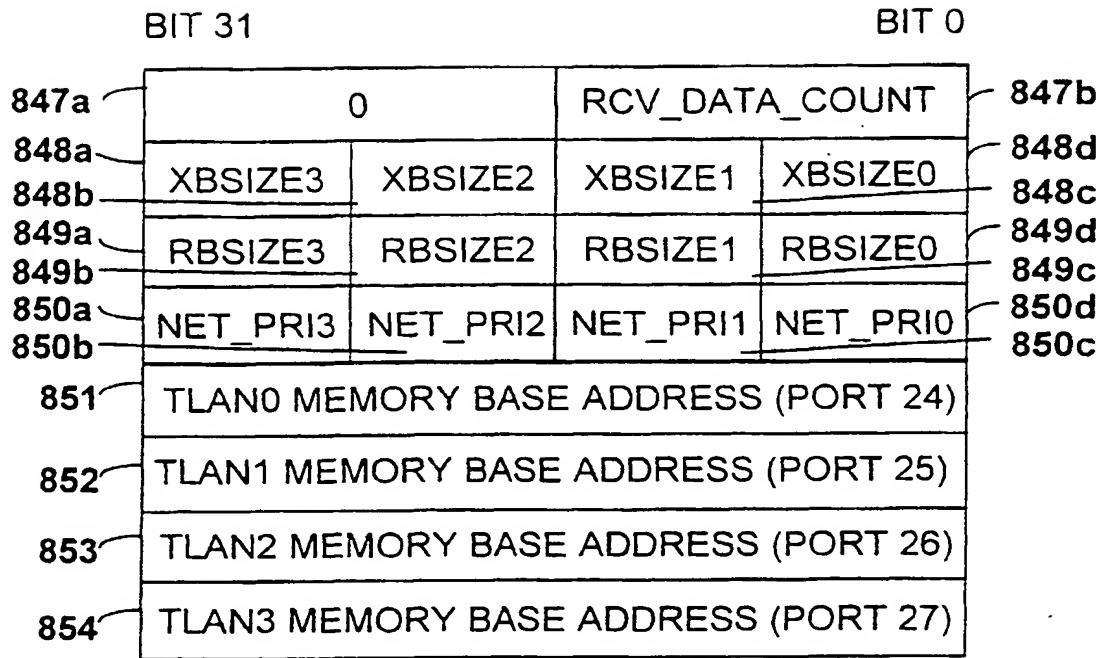 BIT 31 BIT 0
847a 0 RCV_DATA_COUNT 847b
848a XBSIZE3 XBSIZE2 XBSIZE1 XBSIZE0 848d
848b 848c
849a RBSIZE3 RBSIZE2 RBSIZE1 RBSIZE0 849d
849b 849c
850a NET_PRI3 NET_PRI2 NET_PRI1 NET_PRI0 850d
850b 850c
851 TLAN0 MEMORY BASE ADDRESS (PORT 24)
852 TLAN1 MEMORY BASE ADDRESS (PORT 25)
853 TLAN2 MEMORY BASE ADDRESS (PORT 26)
854 TLAN3 MEMORY BASE ADDRESS (PORT 27)